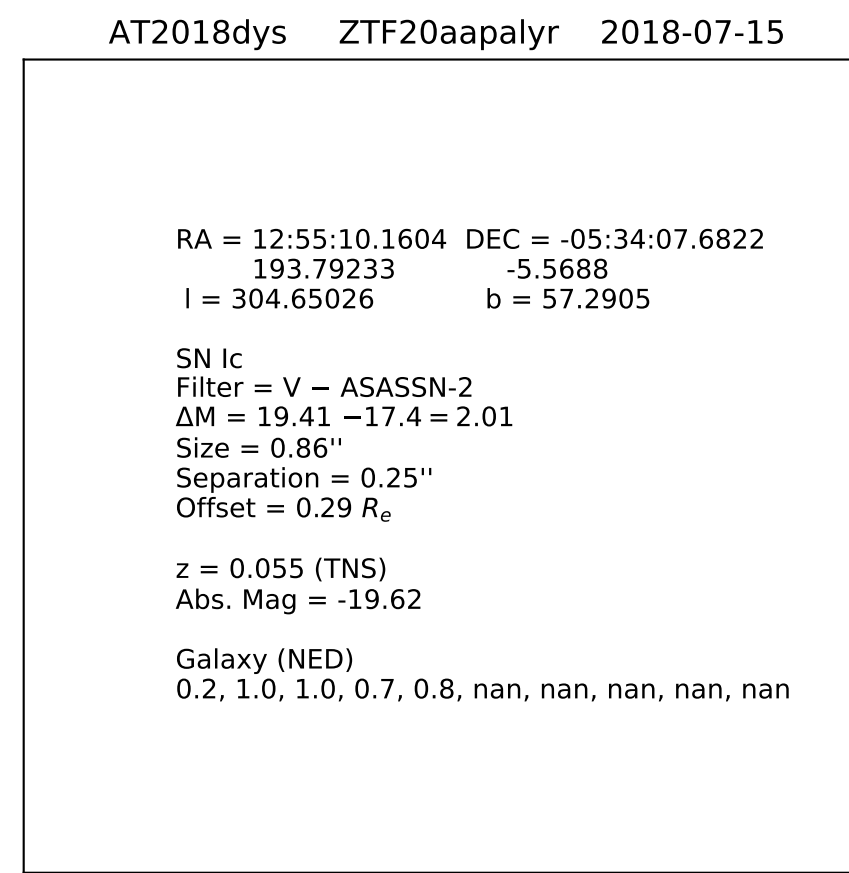 AT2018dys ZTF20aapalyr 2018-07-15
RA = 12:55:10.1604 DEC = -05:34:07.6822
193.79233 -5.5688
l = 304.65026 b = 57.2905
SN Ic
Filter = V − ASASSN-2
ΔM = 19.41 −17.4 = 2.01
Size = 0.86''
Separation = 0.25''
Offset = 0.29 Rₑ
z = 0.055 (TNS)
Abs. Mag = -19.62
Galaxy (NED)
0.2, 1.0, 1.0, 0.7, 0.8, nan, nan, nan, nan, nan